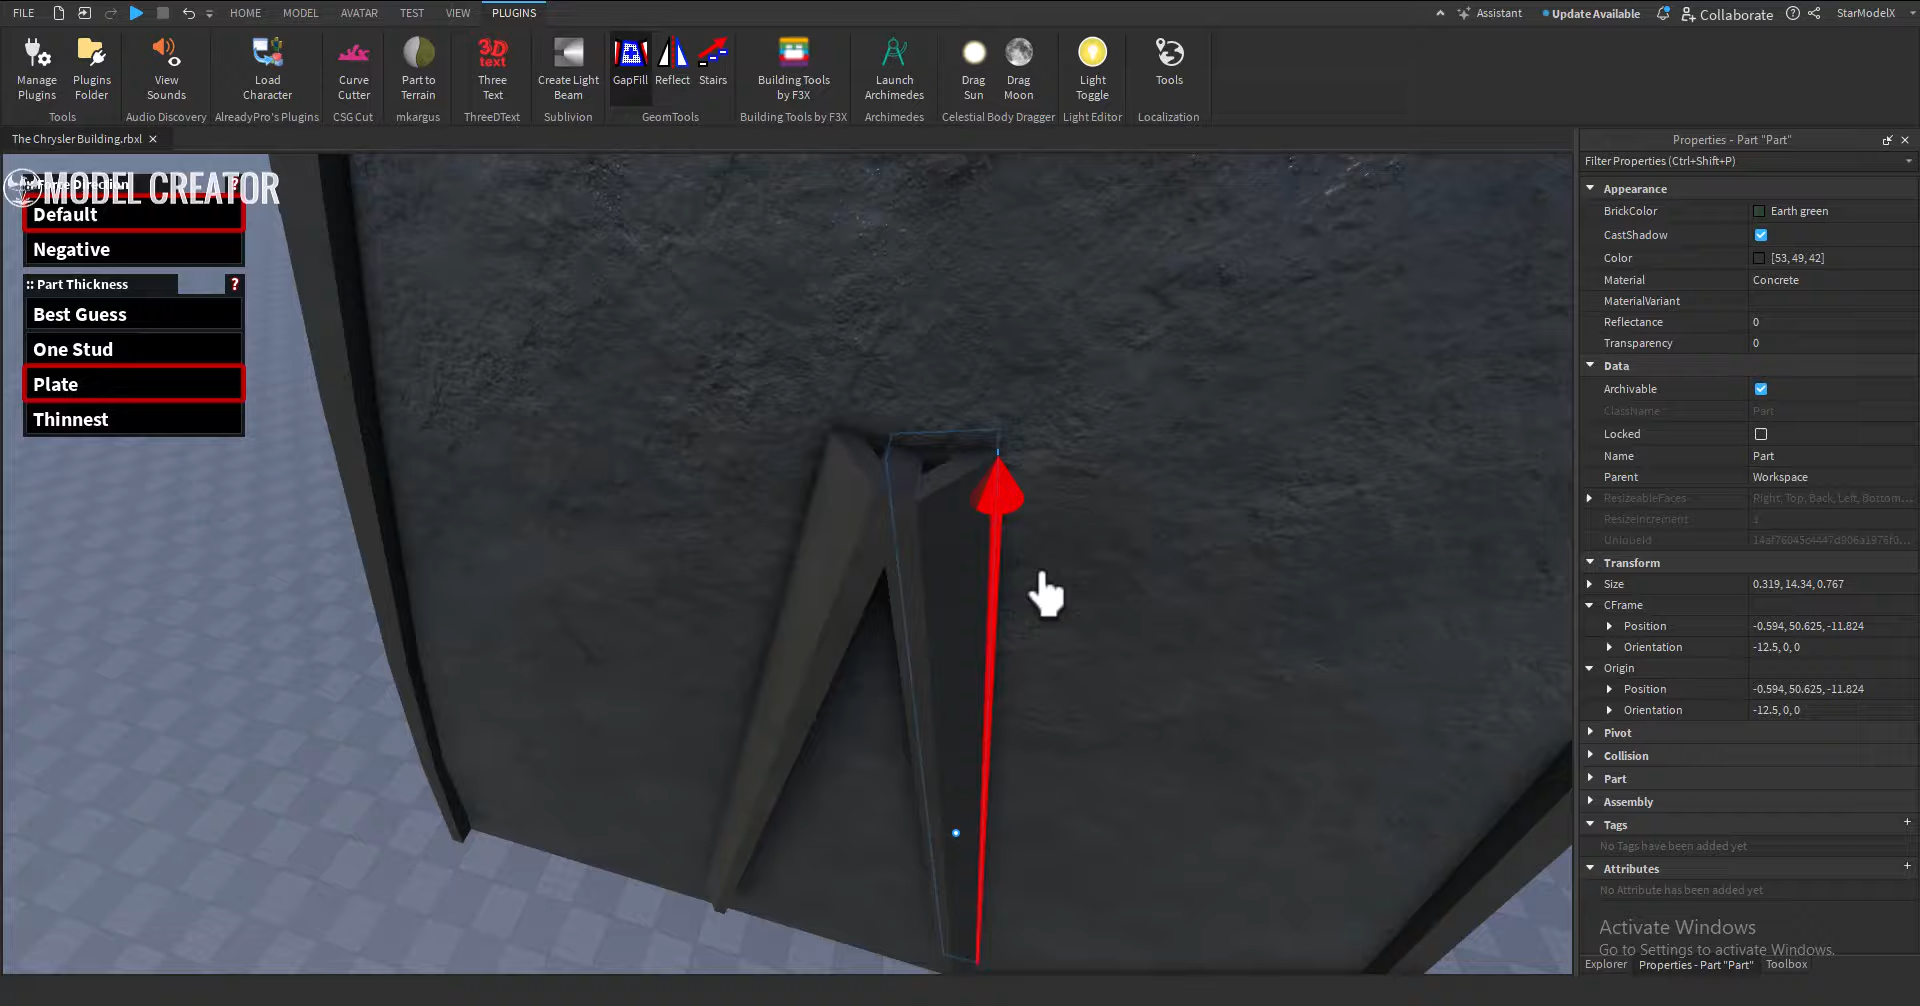 FILE HOME MODEL AVATAR TEST VIEW PLUGINS Assistant Update Available Collaborate StarModelX
Manage Plugins
Plugins Folder
Tools
View Sounds
Audio Discovery
Load Character
AlreadyPro's Plugins
Curve Cutter
CSG Cut
Part to Terrain
mkargus
3D text
Three Text
ThreeDText
Create Light Beam
Sublivion
GapFill
Reflect
Stairs
GeomTools
Building Tools by F3X
Building Tools by F3X
Launch Archimedes
Archimedes
Drag Sun
Drag Moon
Celestial Body Dragger
Light Toggle
Light Editor
Tools
Localization
The Chrysler Building.rbxl
MODEL CREATOR
Default
Negative
:: Part Thickness ?
Best Guess
One Stud
Plate
Thinnest
Properties - Part "Part"
Filter Properties (Ctrl+Shift+P)
Appearance
BrickColor Earth green
CastShadow
Color [53, 49, 42]
Material Concrete
MaterialVariant
Reflectance 0
Transparency 0
Data
Archivable
ClassName Part
Locked
Name Part
Parent Workspace
ResizeableFaces Right, Top, Back, Left, Bottom...
ResizeIncrement 1
UniqueId
Transform
Size 0.319, 14.34, 0.767
CFrame
Position -0.594, 50.625, -11.824
Orientation -12.5, 0, 0
Origin
Position -0.594, 50.625, -11.824
Orientation -12.5, 0, 0
Pivot
Collision
Part
Assembly
Tags +
No Tags have been added yet
Attributes +
No Attribute has been added yet
Activate Windows
Go to Settings to activate Windows.
Explorer Properties - Part "Part" Toolbox